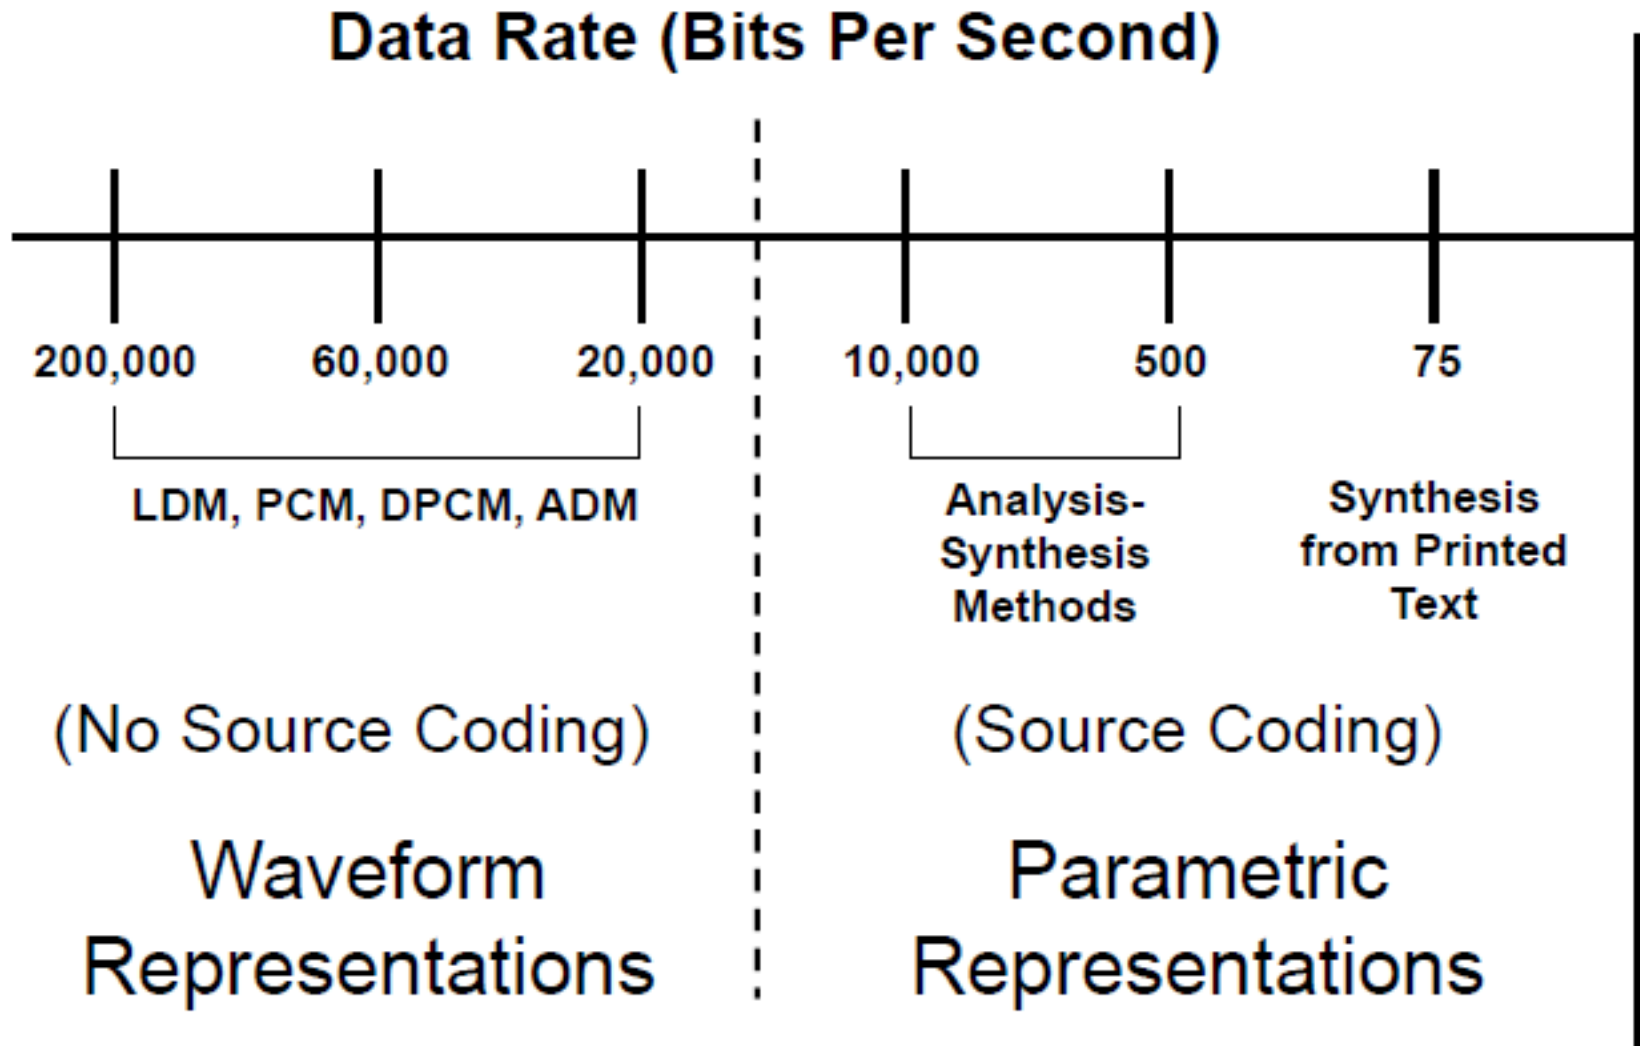 Data Rate (Bits Per Second)
200,000 60,000 20,000 10,000 500 75
LDM, PCM, DPCM, ADM
Analysis-
Synthesis
Methods
Synthesis
from Printed
Text
(No Source Coding)
(Source Coding)
Waveform
Representations
Parametric
Representations